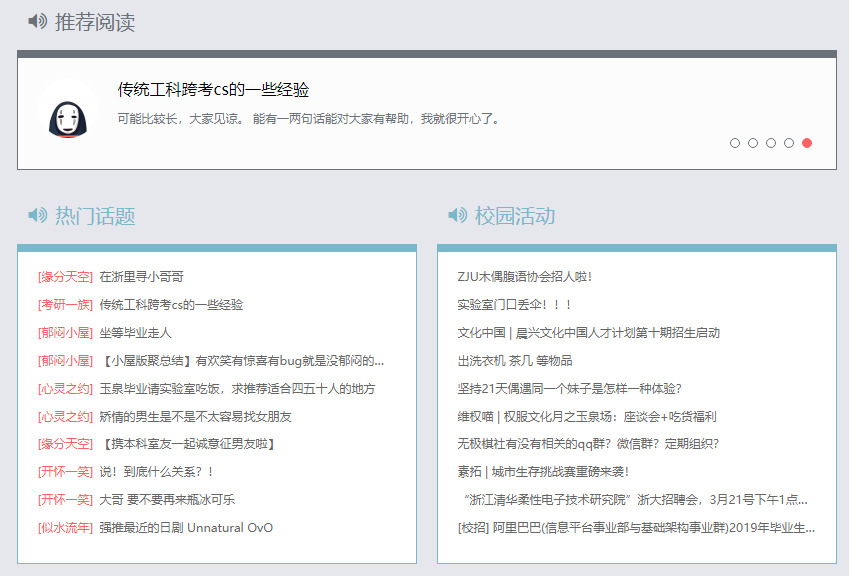 推荐阅读
传统工科跨考cs的一些经验
可能比较长，大家见谅。 能有一两句话能对大家有帮助，我就很开心了。
热门话题
[缘分天空] 在浙里寻小哥哥
[考研一族] 传统工科跨考cs的一些经验
[郁闷小屋] 坐等毕业走人
[郁闷小屋] 【小屋版聚总结】有欢笑有惊喜有bug就是没郁闷的...
[心灵之约] 玉泉毕业请实验室吃饭，求推荐适合四五十人的地方
[心灵之约] 矫情的男生是不是不太容易找女朋友
[缘分天空] 【携本科室友一起诚意征男友啦】
[开怀一笑] 说！到底什么关系？！
[开怀一笑] 大哥 要不要再来瓶冰可乐
[似水流年] 强推最近的日剧 Unnatural OvO
校园活动
ZJU木偶腹语协会招人啦！
实验室门口丢伞！！！
文化中国 | 晨兴文化中国人才计划第十期招生启动
出洗衣机 茶几 等物品
坚持21天偶遇同一个妹子是怎样一种体验？
维权喵 | 权服文化月之玉泉场：座谈会+吃货福利
无极棋社有没有相关的qq群？微信群？定期组织？
素拓 | 城市生存挑战赛重磅来袭！
“浙江清华柔性电子技术研究院”浙大招聘会，3月21号下午1点...
[校招] 阿里巴巴(信息平台事业部与基础架构事业群)2019年毕业生...